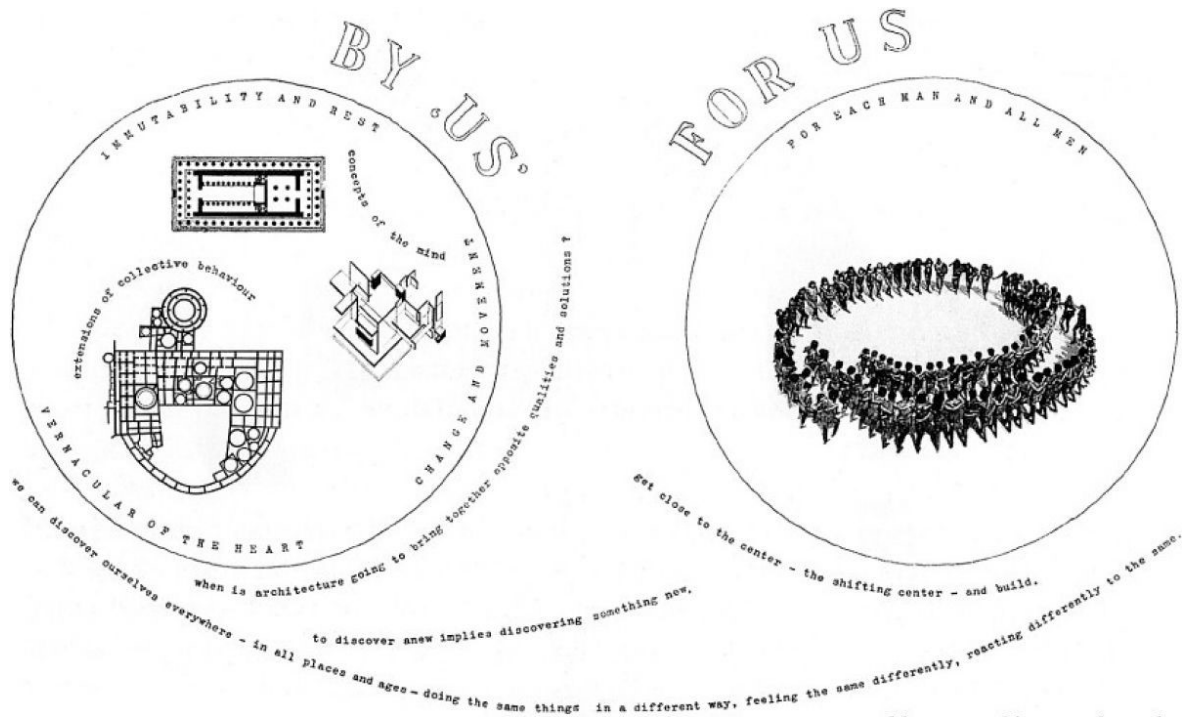 BY ‘US’
IMMUTABILITY AND REST
concepts of the mind
extensions of collective behaviour
CHANGE AND MOVEMENT
VERNACULAR OF THE HEART
when is architecture going to bring together opposite qualities and solutions ?
FOR US
FOR EACH MAN AND ALL MEN
get close to the center - the shifting center - and build.
to discover anew implies discovering something new.
we can discover ourselves everywhere - in all places and ages - doing the same things in a different way, feeling the same differently, reacting differently to the same.